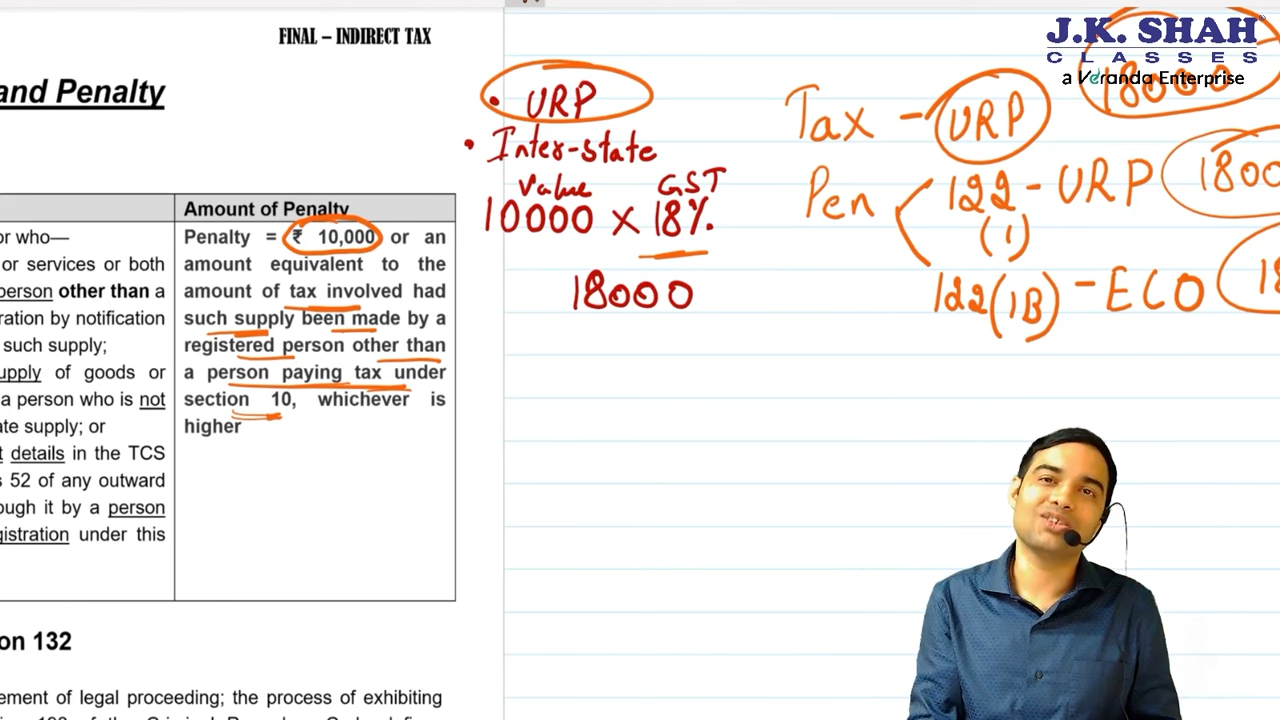 FINAL – INDIRECT TAX
and Penalty
Amount of Penalty
or who—
or services or both
person other than a
ration by notification
such supply;
upply of goods or
a person who is not
ate supply; or
t details in the TCS
s 52 of any outward
ough it by a person
gistration under this
Penalty = ₹ 10,000 or an
amount equivalent to the
amount of tax involved had
such supply been made by a
registered person other than
a person paying tax under
section 10, whichever is
higher
on 132
ement of legal proceeding; the process of exhibiting
• URP
• Inter-state
Value GST
10000 × 18%.
18000
Tax – URP
18000
Pen 122 – URP 1800
(1)
122(1B) – ECO 18
J.K. SHAH
CLASSES
a Veranda Enterprise